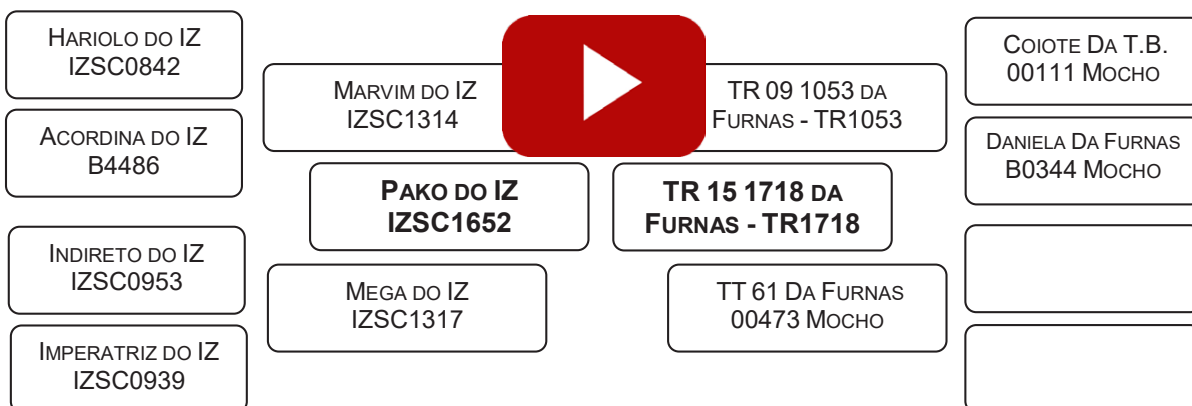 HARIOLO DO IZ
IZSC0842
ACORDINA DO IZ
B4486
INDIRETO DO IZ
IZSC0953
IMPERATRIZ DO IZ
IZSC0939
MARVIM DO IZ
IZSC1314
PAKO DO IZ
IZSC1652
MEGA DO IZ
IZSC1317
TR 09 1053 DA
FURNAS - TR1053
TR 15 1718 DA
FURNAS - TR1718
TT 61 DA FURNAS
00473 MOCHO
COIOTE DA T.B.
00111 MOCHO
DANIELA DA FURNAS
B0344 MOCHO